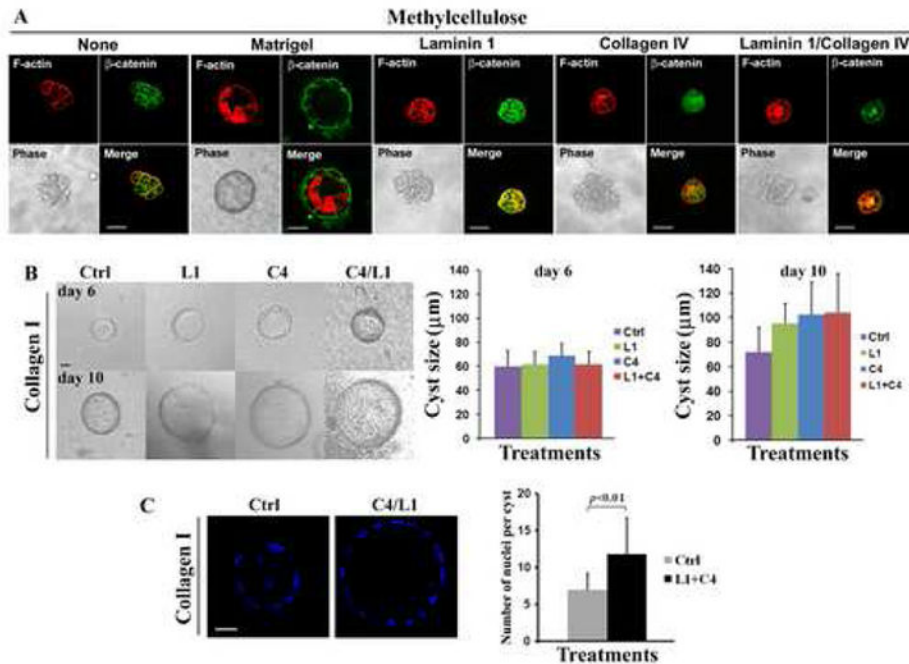 A
Methylcellulose
None
Matrigel
Laminin 1
Collagen IV
Laminin 1/Collagen IV
F-actin β-catenin F-actin β-catenin F-actin β-catenin F-actin β-catenin F-actin β-catenin
Phase Merge Phase Merge Phase Merge Phase Merge Phase Merge
B
Ctrl L1 C4 C4/L1
Collagen I
day 6
day 10
day 6
Cyst size (μm)
140
120
100
80
60
40
20
0
Ctrl
L1
C4
L1+C4
Treatments
day 10
Cyst size (μm)
140
120
100
80
60
40
20
0
Ctrl
L1
C4
L1+C4
Treatments
C
Ctrl C4/L1
Collagen I
Number of nuclei per cyst
20
15
10
5
0
p<0.01
Ctrl
L1+C4
Treatments